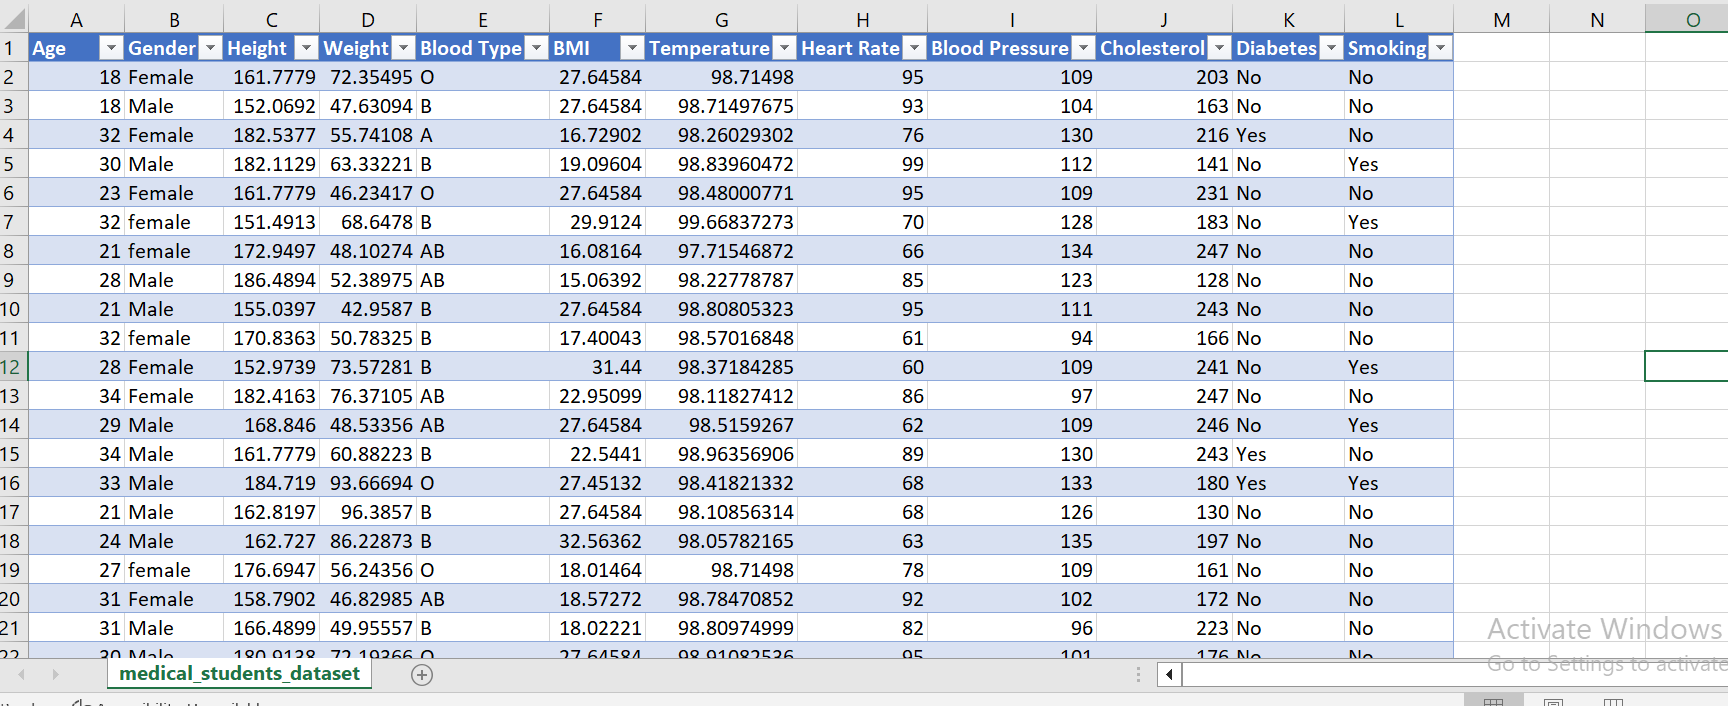 A B C D E F G H I J K L M N O
1 Age Gender Height Weight Blood Type BMI Temperature Heart Rate Blood Pressure Cholesterol Diabetes Smoking
2 18 Female 161.7779 72.35495 O 27.64584 98.71498 95 109 203 No No
3 18 Male 152.0692 47.63094 B 27.64584 98.71497675 93 104 163 No No
4 32 Female 182.5377 55.74108 A 16.72902 98.26029302 76 130 216 Yes No
5 30 Male 182.1129 63.33221 B 19.09604 98.83960472 99 112 141 No Yes
6 23 Female 161.7779 46.23417 O 27.64584 98.48000771 95 109 231 No No
7 32 female 151.4913 68.6478 B 29.9124 99.66837273 70 128 183 No Yes
8 21 female 172.9497 48.10274 AB 16.08164 97.71546872 66 134 247 No No
9 28 Male 186.4894 52.38975 AB 15.06392 98.22778787 85 123 128 No No
10 21 Male 155.0397 42.9587 B 27.64584 98.80805323 95 111 243 No No
11 32 female 170.8363 50.78325 B 17.40043 98.57016848 61 94 166 No No
12 28 Female 152.9739 73.57281 B 31.44 98.37184285 60 109 241 No Yes
13 34 Female 182.4163 76.37105 AB 22.95099 98.11827412 86 97 247 No No
14 29 Male 168.846 48.53356 AB 27.64584 98.5159267 62 109 246 No Yes
15 34 Male 161.7779 60.88223 B 22.5441 98.96356906 89 130 243 Yes No
16 33 Male 184.719 93.66694 O 27.45132 98.41821332 68 133 180 Yes Yes
17 21 Male 162.8197 96.3857 B 27.64584 98.10856314 68 126 130 No No
18 24 Male 162.727 86.22873 B 32.56362 98.05782165 63 135 197 No No
19 27 female 176.6947 56.24356 O 18.01464 98.71498 78 109 161 No No
20 31 Female 158.7902 46.82985 AB 18.57272 98.78470852 92 102 172 No No
21 31 Male 166.4899 49.95557 B 18.02221 98.80974999 82 96 223 No No
22 30 Male 180.9138 72.19366 O 27.64584 98.91082536 95 101 176 No No
Activate Windows
Go to Settings to activate
medical_students_dataset